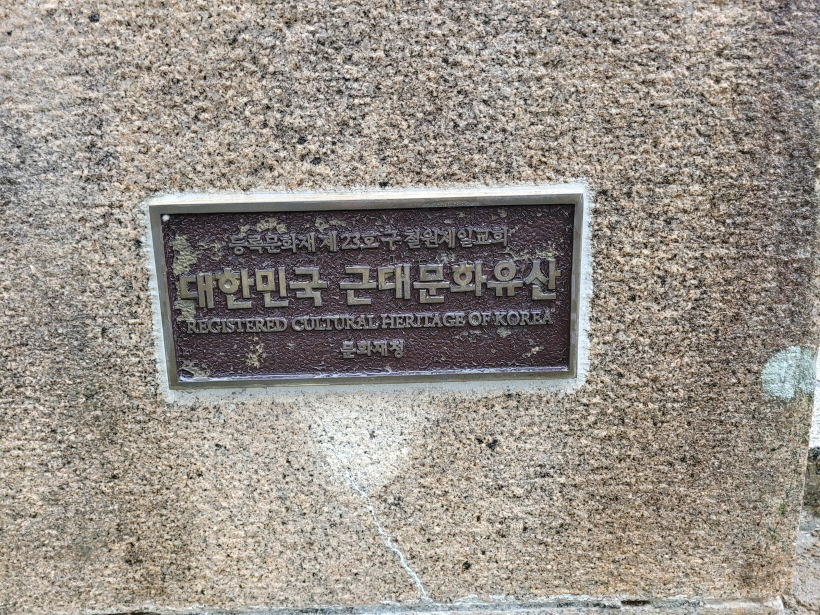 등록문화재 제23호 구 철원제일교회
대한민국 근대문화유산
REGISTERED CULTURAL HERITAGE OF KOREA
문화재청